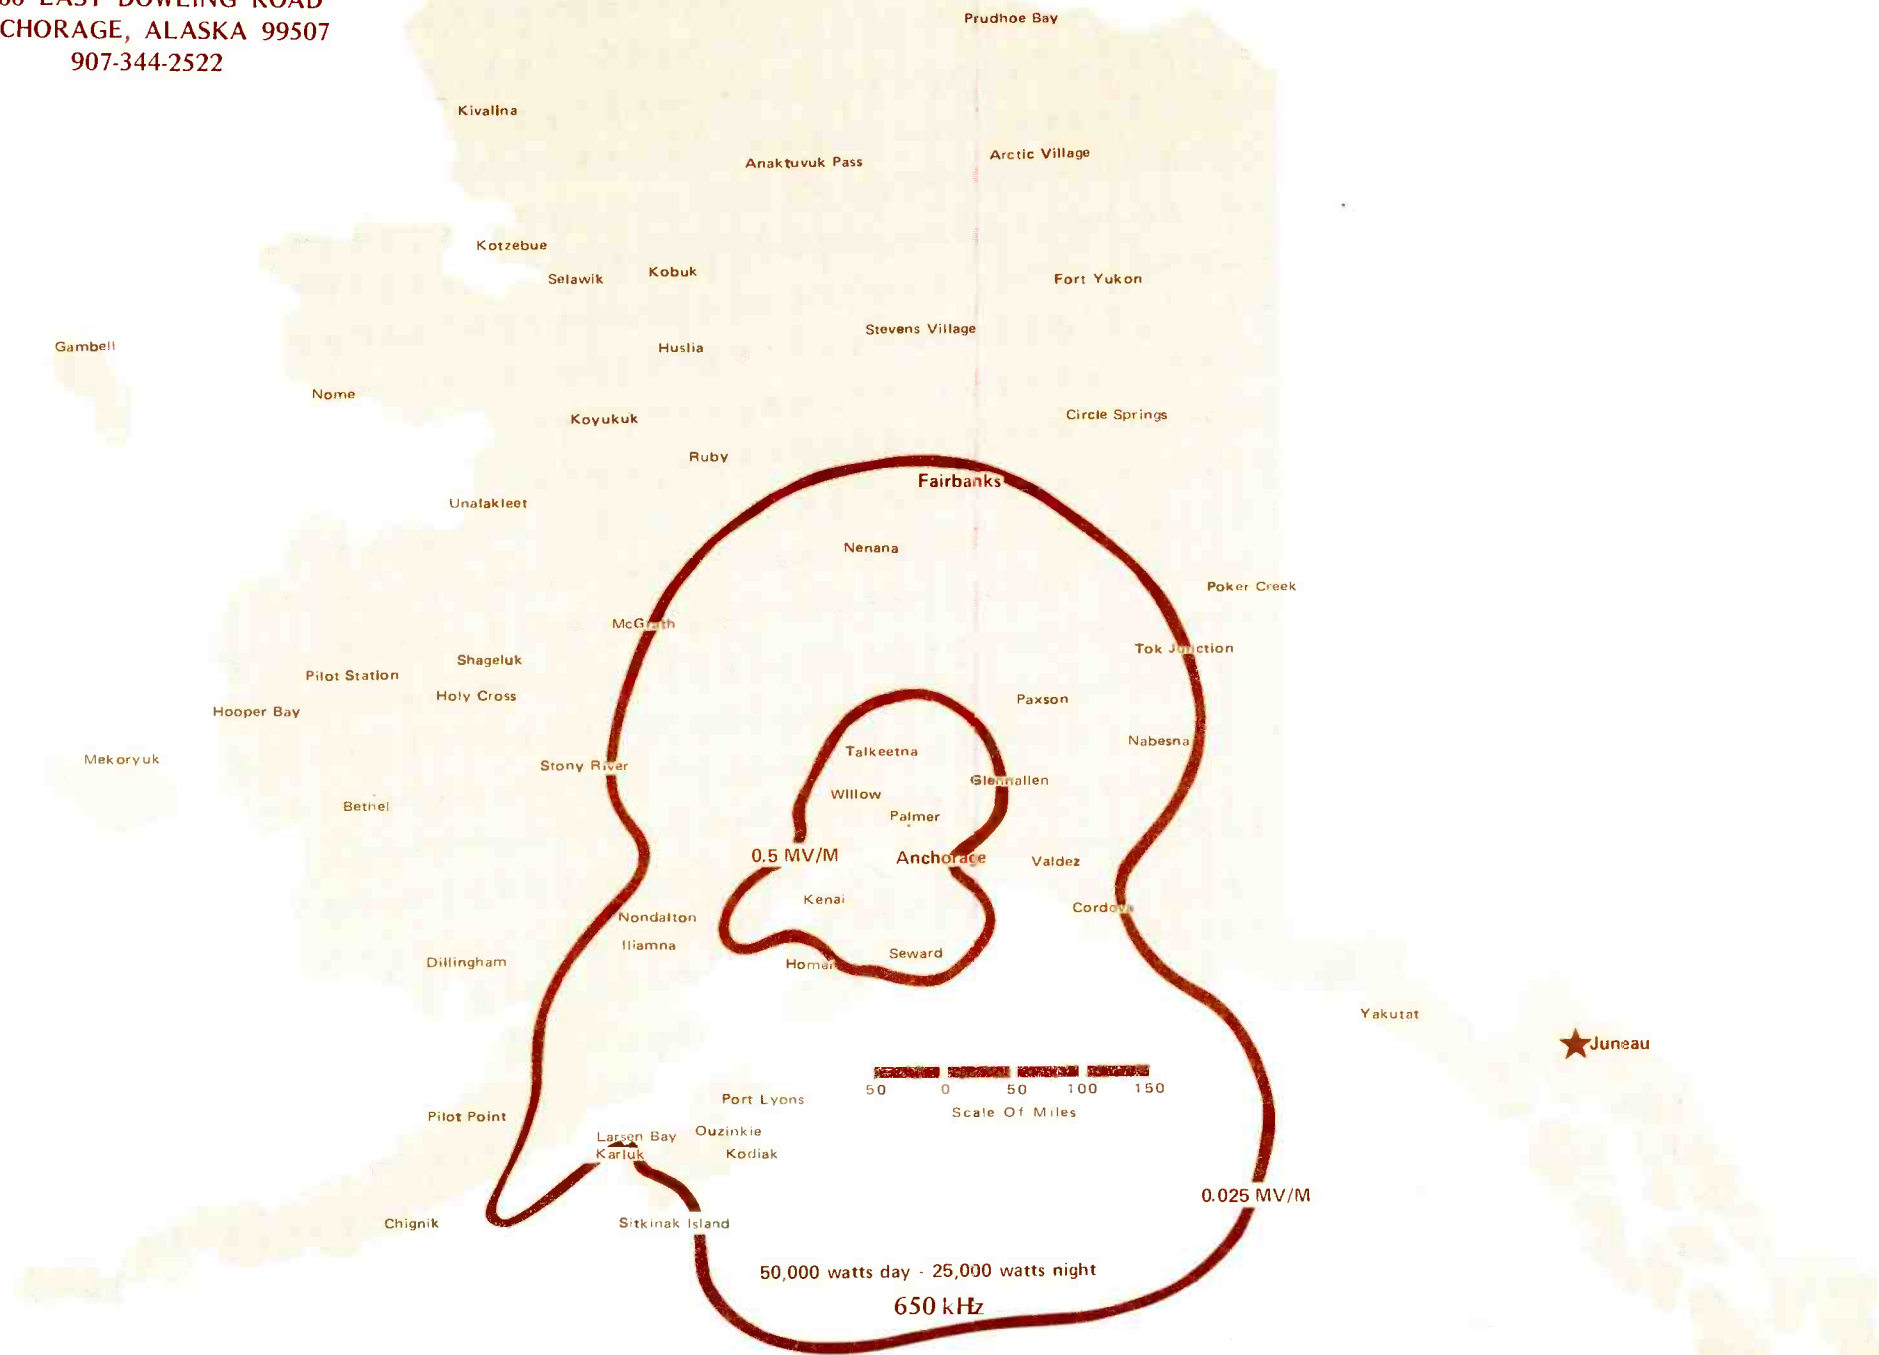 EAST DOWLING ROAD
CHORAGE, ALASKA 99507
907-344-2522
Prudhoe Bay
Kivalina
Anaktuvuk Pass
Arctic Village
Kotzebue
Selawik
Kobuk
Fort Yukon
Stevens Village
Gambell
Huslia
Nome
Koyukuk
Circle Springs
Ruby
Fairbanks
Unalakleet
Nenana
Poker Creek
McGrath
Tok Junction
Shageluk
Pilot Station
Holy Cross
Hooper Bay
Paxson
Nabesna
Talkeetna
Mekoryuk
Stony River
Glennallen
Willow
Bethel
Palmer
0.5 MV/M
Anchorage
Valdez
Kenai
Cordova
Nondalton
Iliamna
Seward
Dillingham
Homer
Yakutat
Juneau
50 0 50 100 150
Scale Of Miles
Port Lyons
Pilot Point
Ouzinkie
Larsen Bay
Karluk
Kodiak
0.025 MV/M
Chignik
Sitkinak Island
50,000 watts day - 25,000 watts night
650 kHz